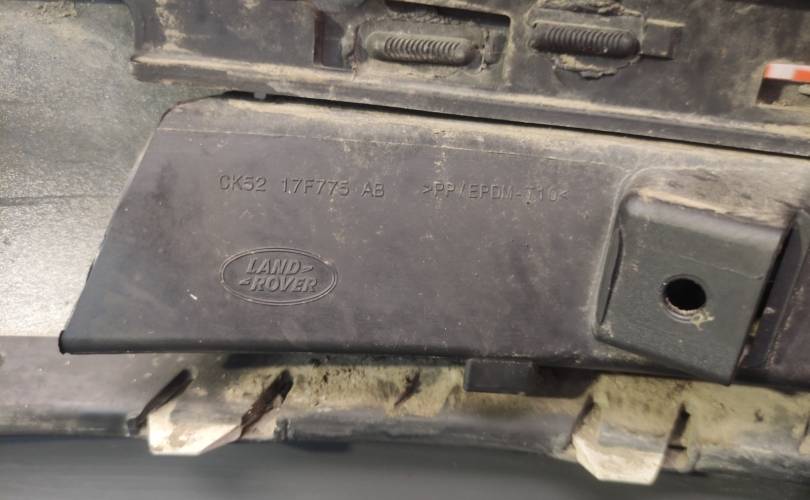 CK52 17F775 AB >PP/EPDM-T10<
LAND
ROVER